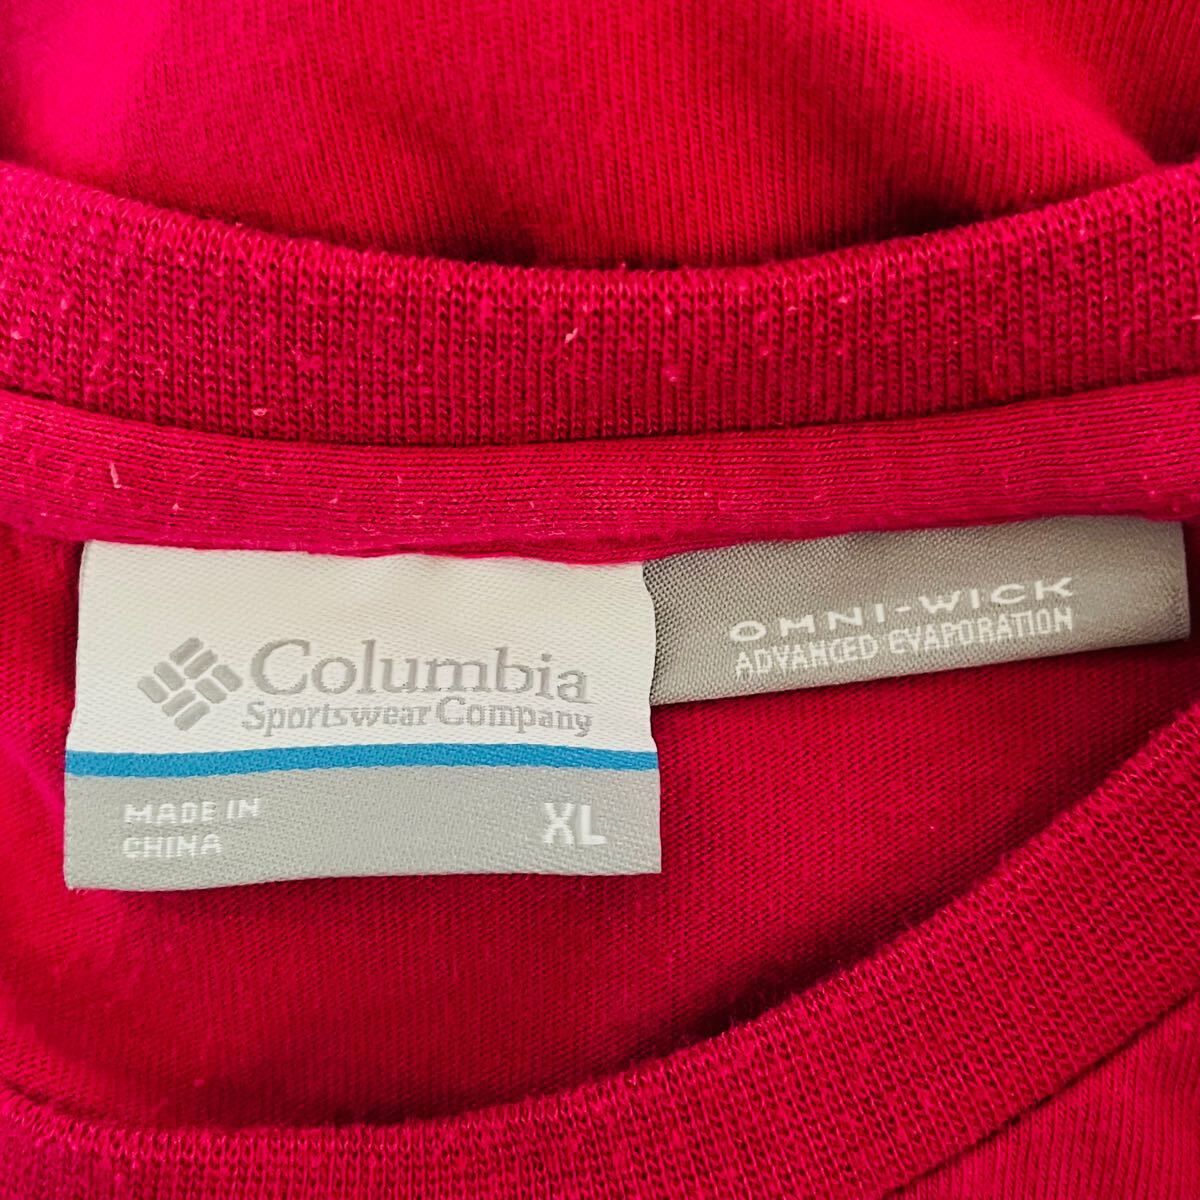 Columbia
Sportswear Company
MADE IN
CHINA
XL
OMNI-WICK
ADVANCED EVAPORATION